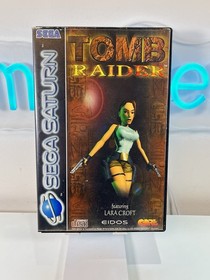 SEGA
TOMB
RAIDER
SEGA SATURN
featuring
LARA CROFT
EIDOS